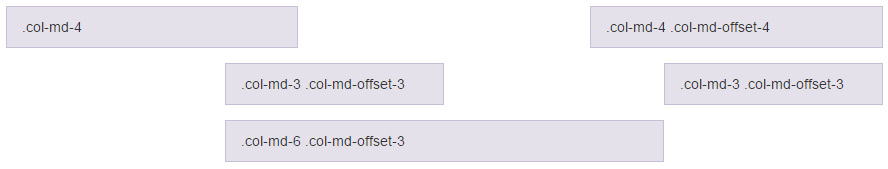 .col-md-4
.col-md-4 .col-md-offset-4
.col-md-3 .col-md-offset-3
.col-md-3 .col-md-offset-3
.col-md-6 .col-md-offset-3